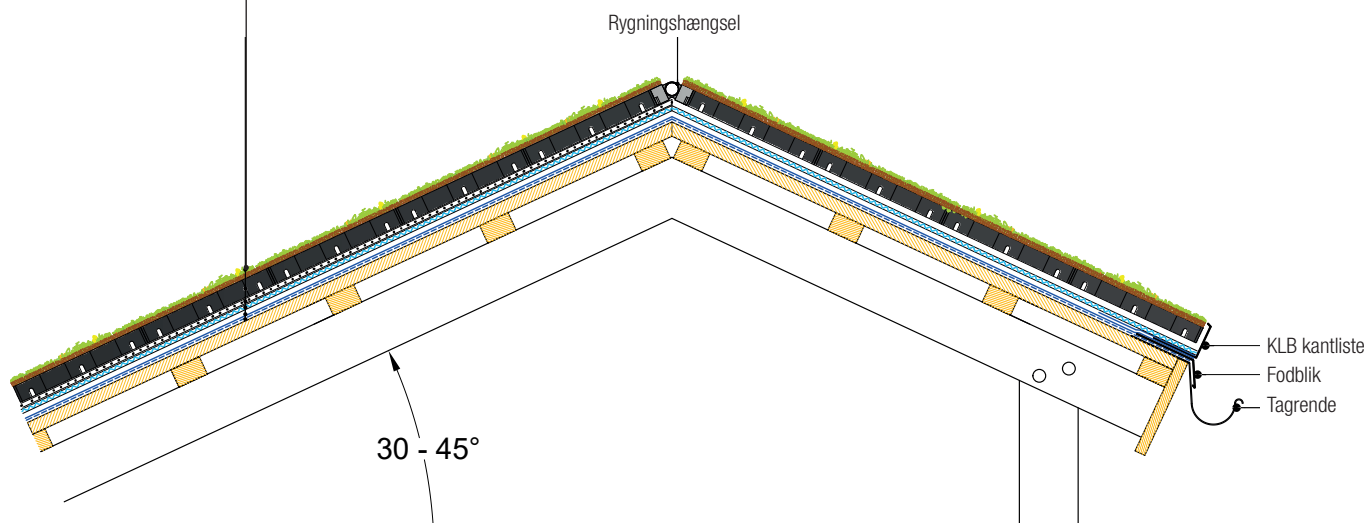 Rygningshængsel
KLB kantliste
Fodblik
Tagrende
30 - 45°